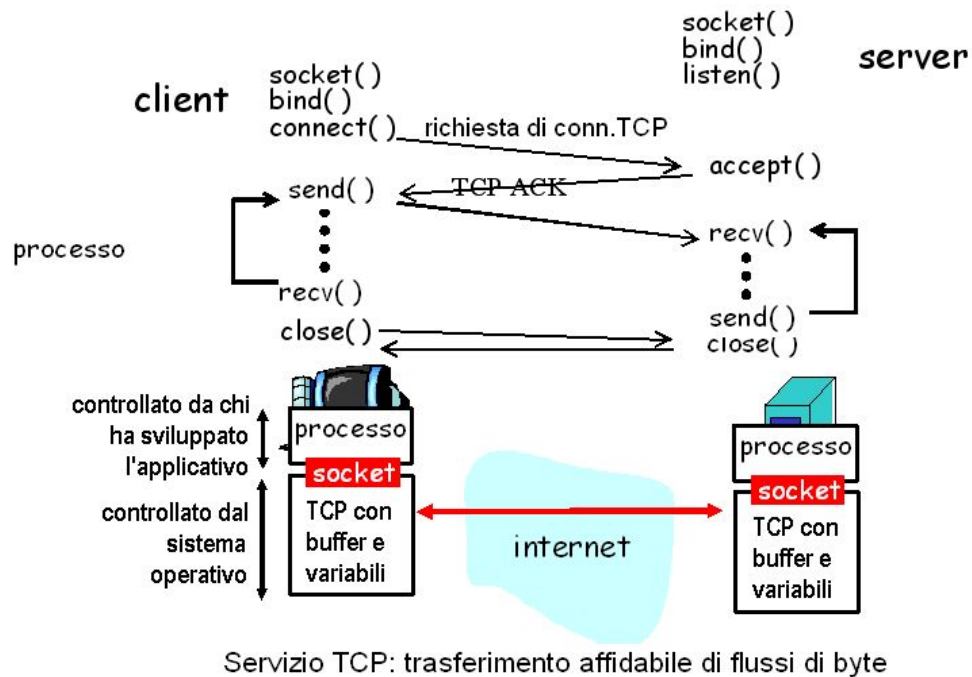 socket( )
bind( )
listen( )
server
client
socket( )
bind( )
connect( )
richiesta di conn.TCP
accept( )
send( )
TCP ACK
recv( )
processo
recv( )
send( )
close( )
close( )
controllato da chi
ha sviluppato
l'applicativo
processo
socket
processo
socket
controllato dal
sistema
operativo
TCP con
buffer e
variabili
internet
TCP con
buffer e
variabili
Servizio TCP: trasferimento affidabile di flussi di byte